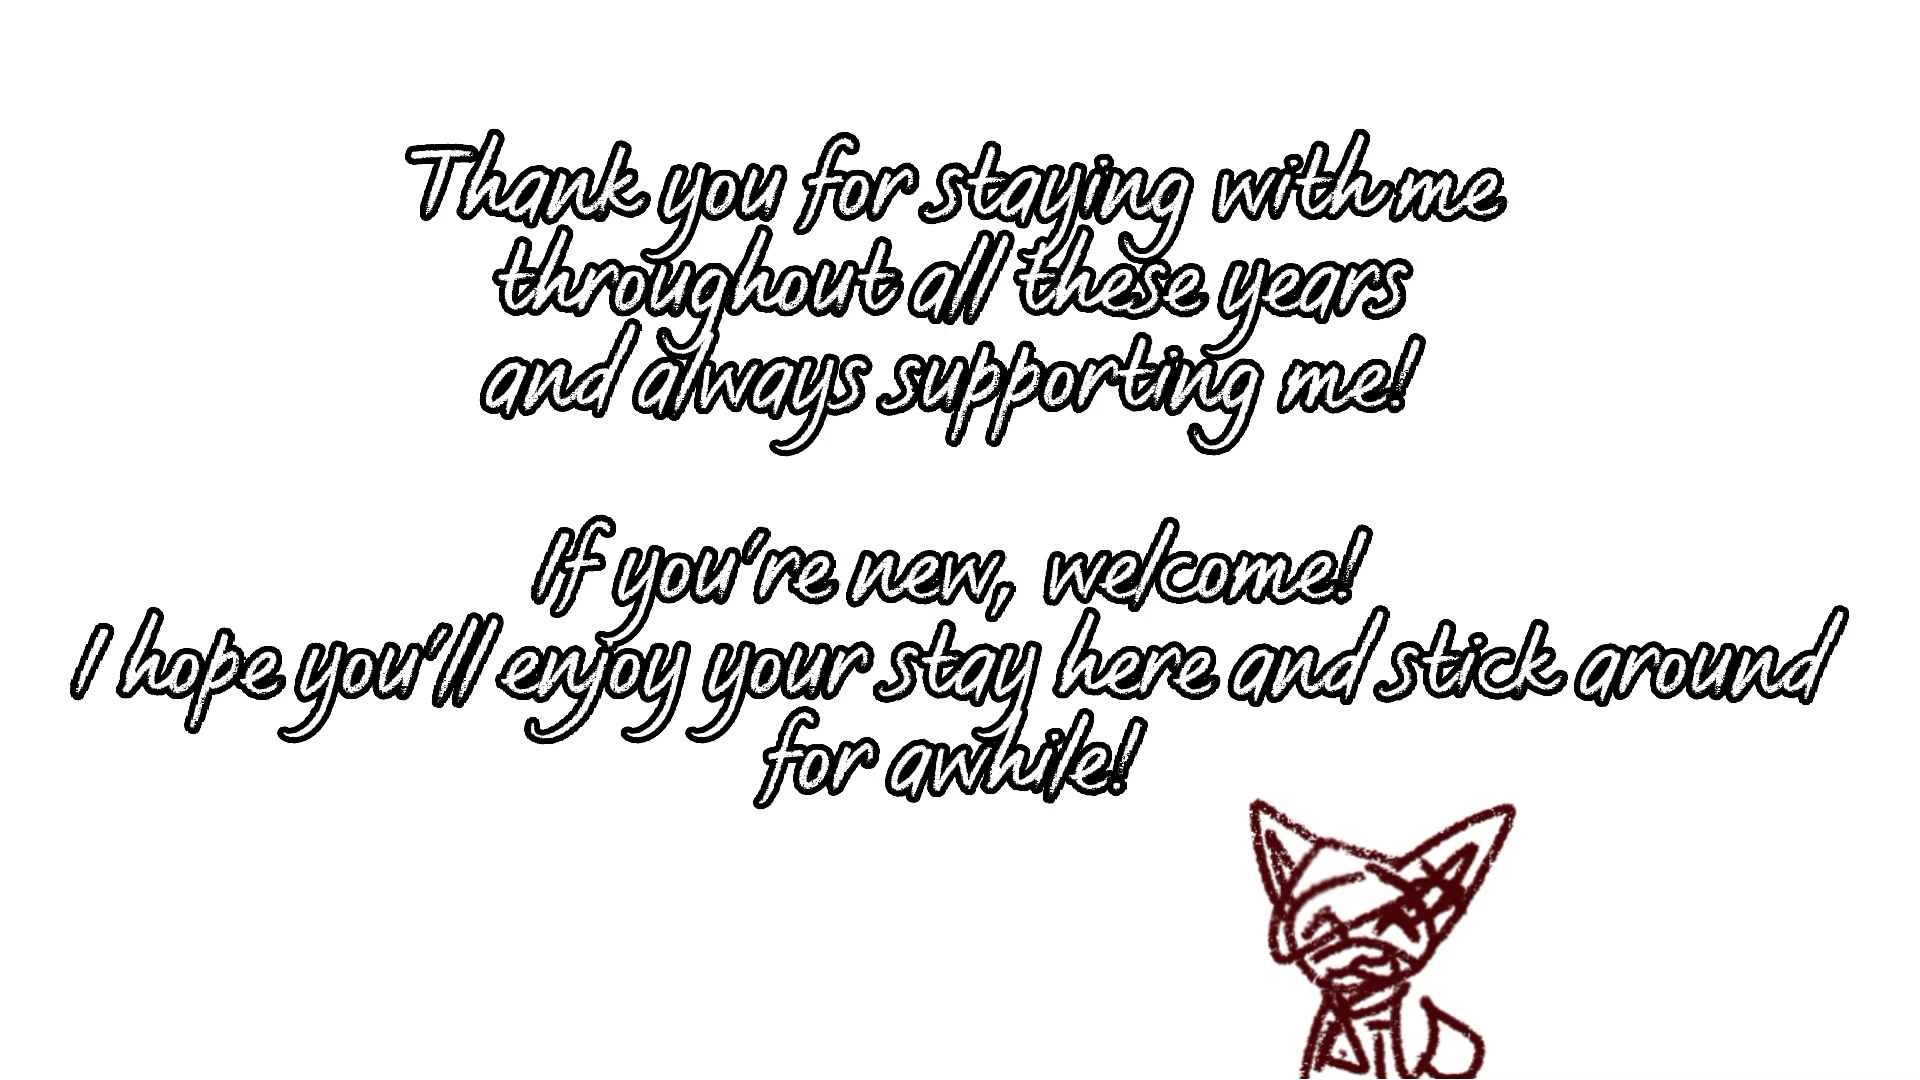 Thank you for staying with me
throughout all these years
and always supporting me!
If you're new, welcome!
I hope you'll enjoy your stay here and stick around
for awhile!